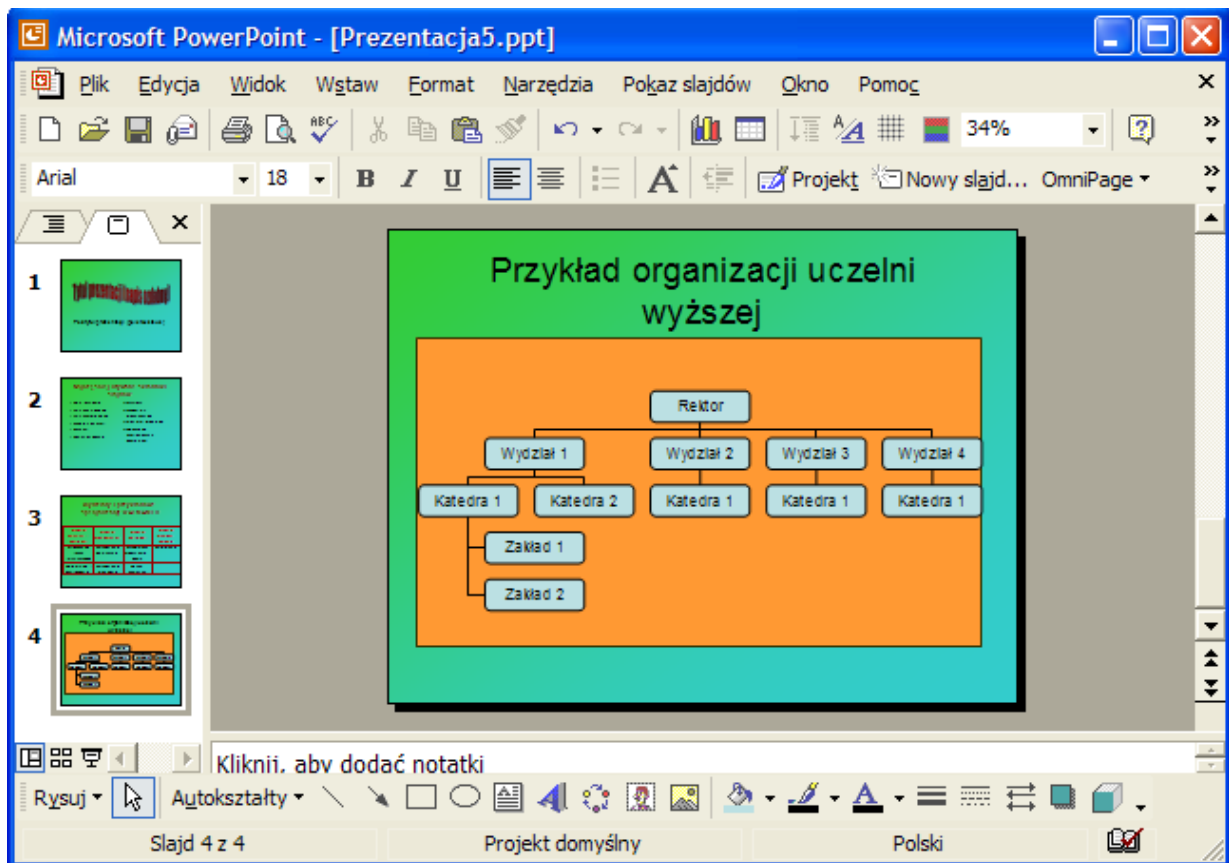 Microsoft PowerPoint - [Prezentacja5.ppt]
Plik Edycja Widok Wstaw Format Narzędzia Pokaz slajdów Okno Pomoc
ABC 34%
Arial 18 B I U A Projekt Nowy slajd... OmniPage
1
2
3
4
Przykład organizacji uczelni
wyższej
Rektor
Wydział 1 Wydział 2 Wydział 3 Wydział 4
Katedra 1 Katedra 2 Katedra 1 Katedra 1 Katedra 1
Zakład 1
Zakład 2
Kliknij, aby dodać notatki
Rysuj Autokształty
Slajd 4 z 4 Projekt domyślny Polski